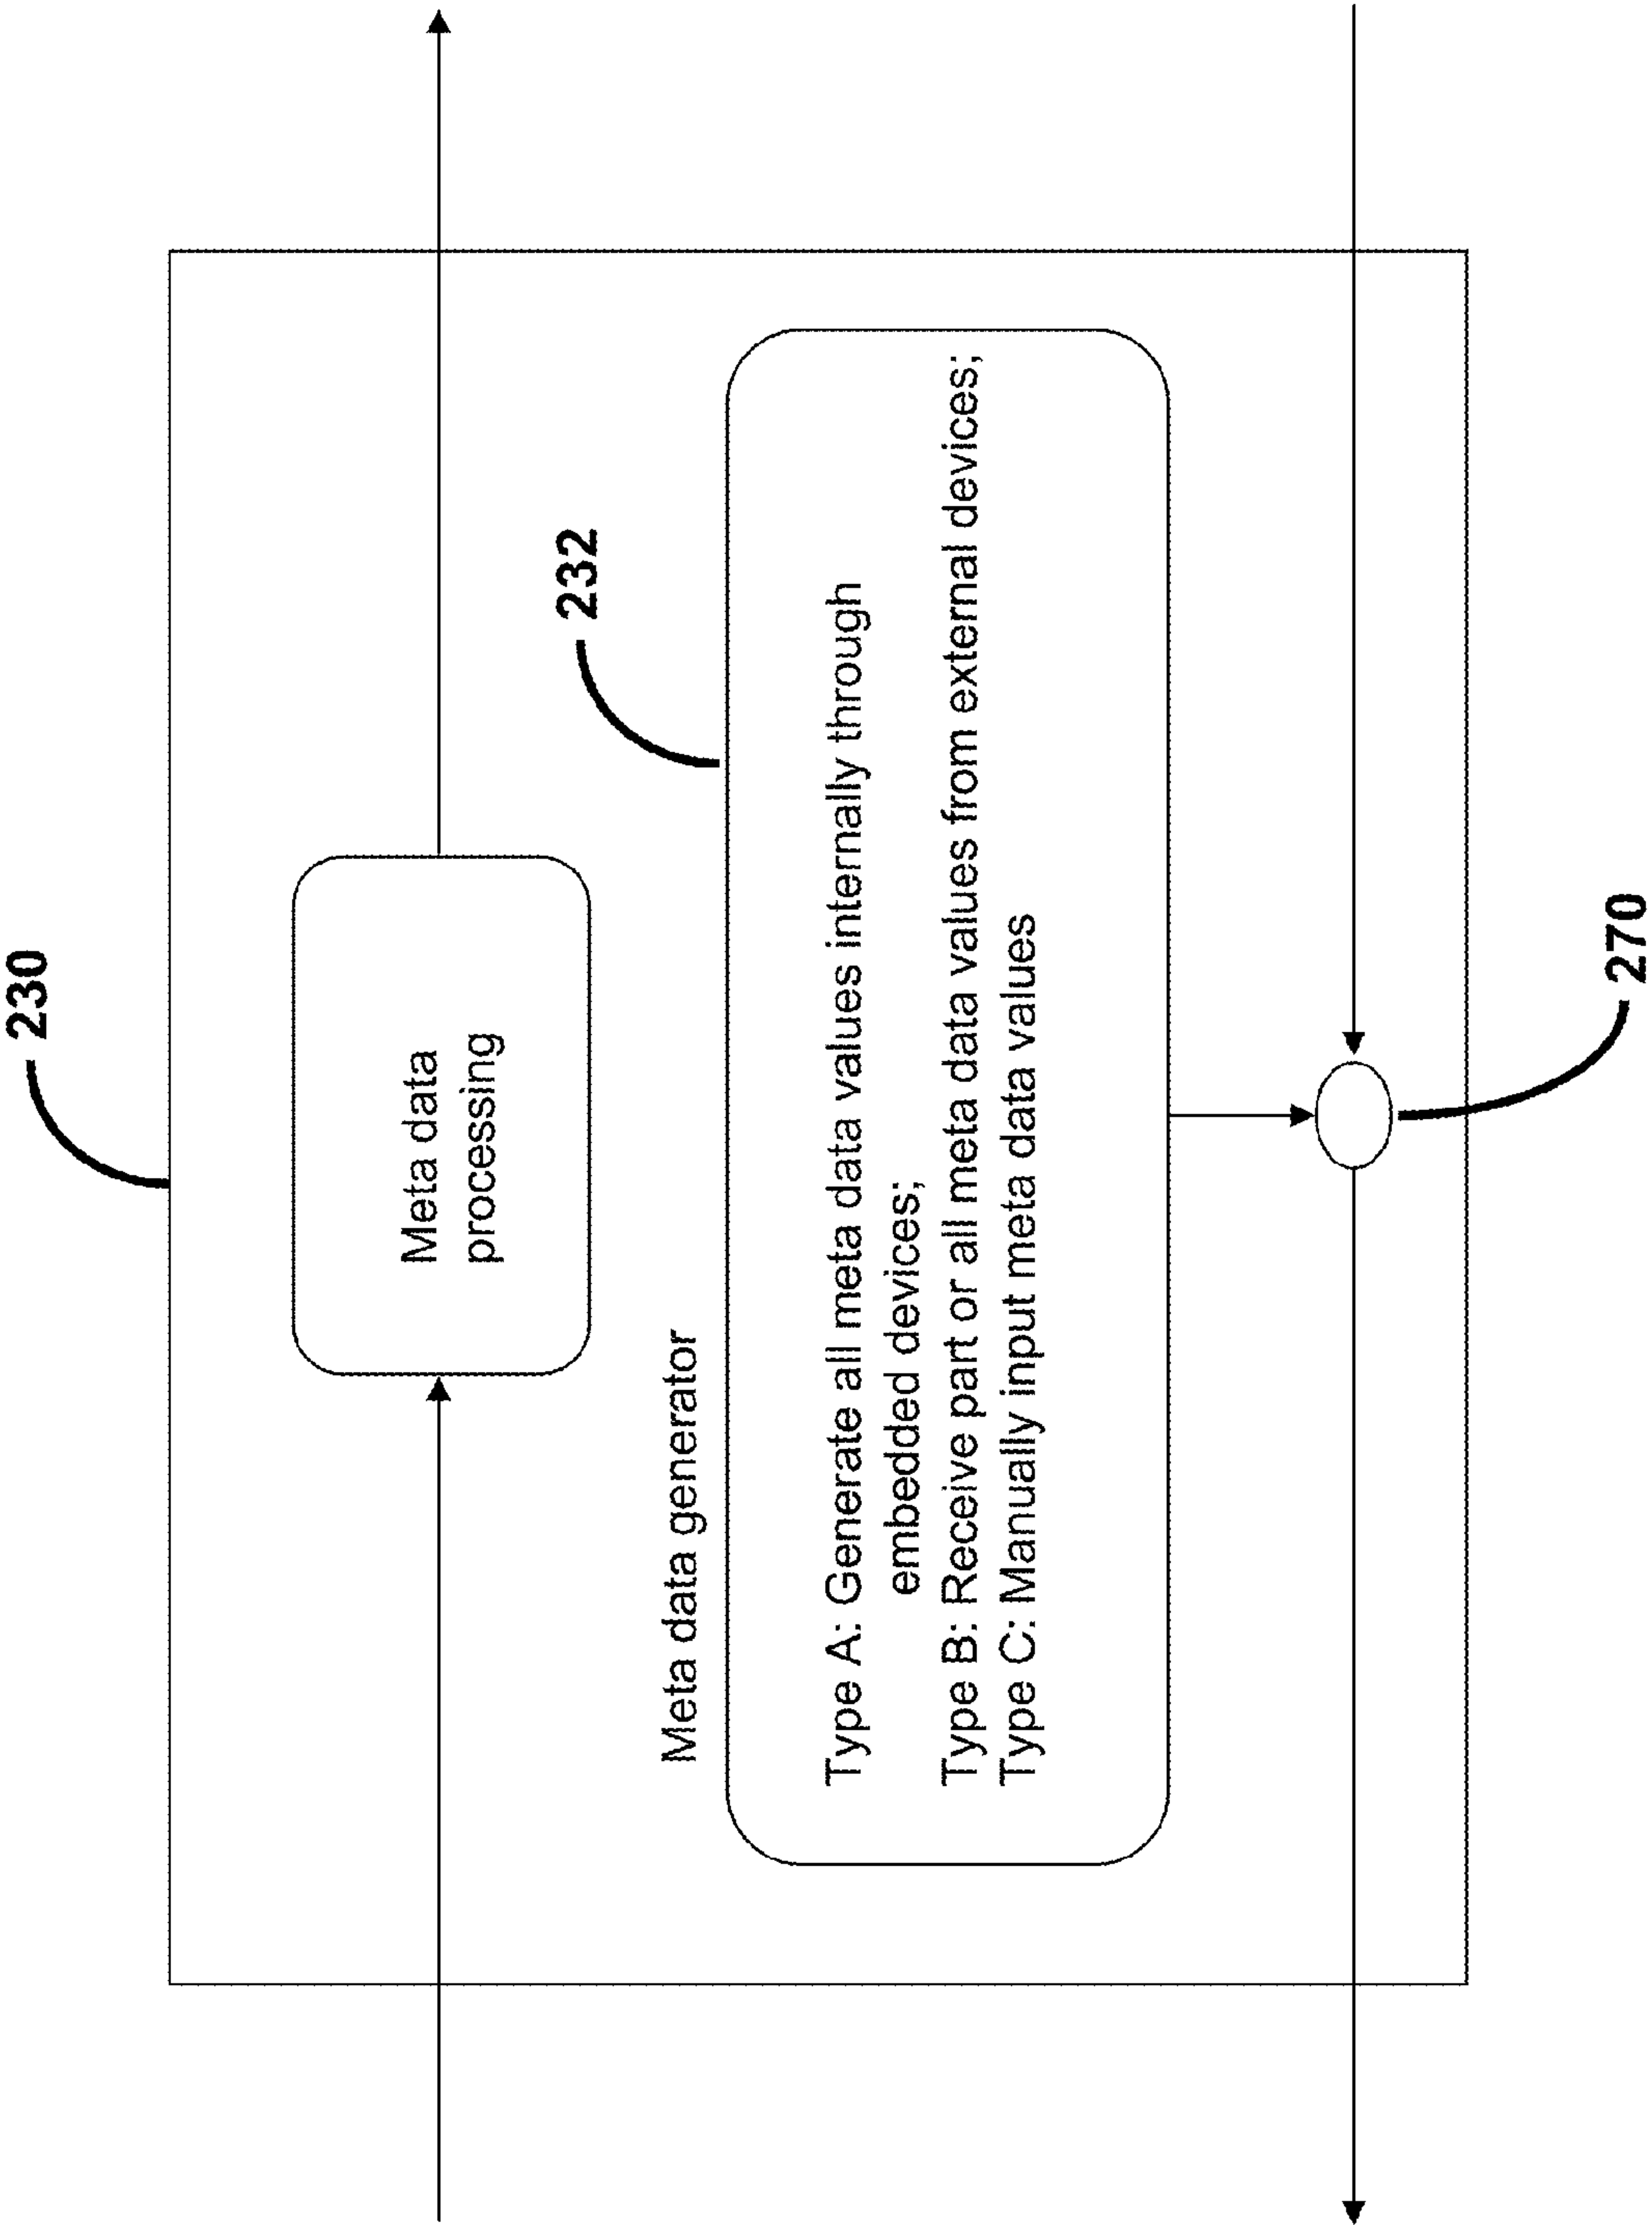 230
Meta data
processing
232
Meta data generator
Type A: Generate all meta data values internally through
embedded devices;
Type B: Receive part or all meta data values from external devices;
Type C: Manually input meta data values
270